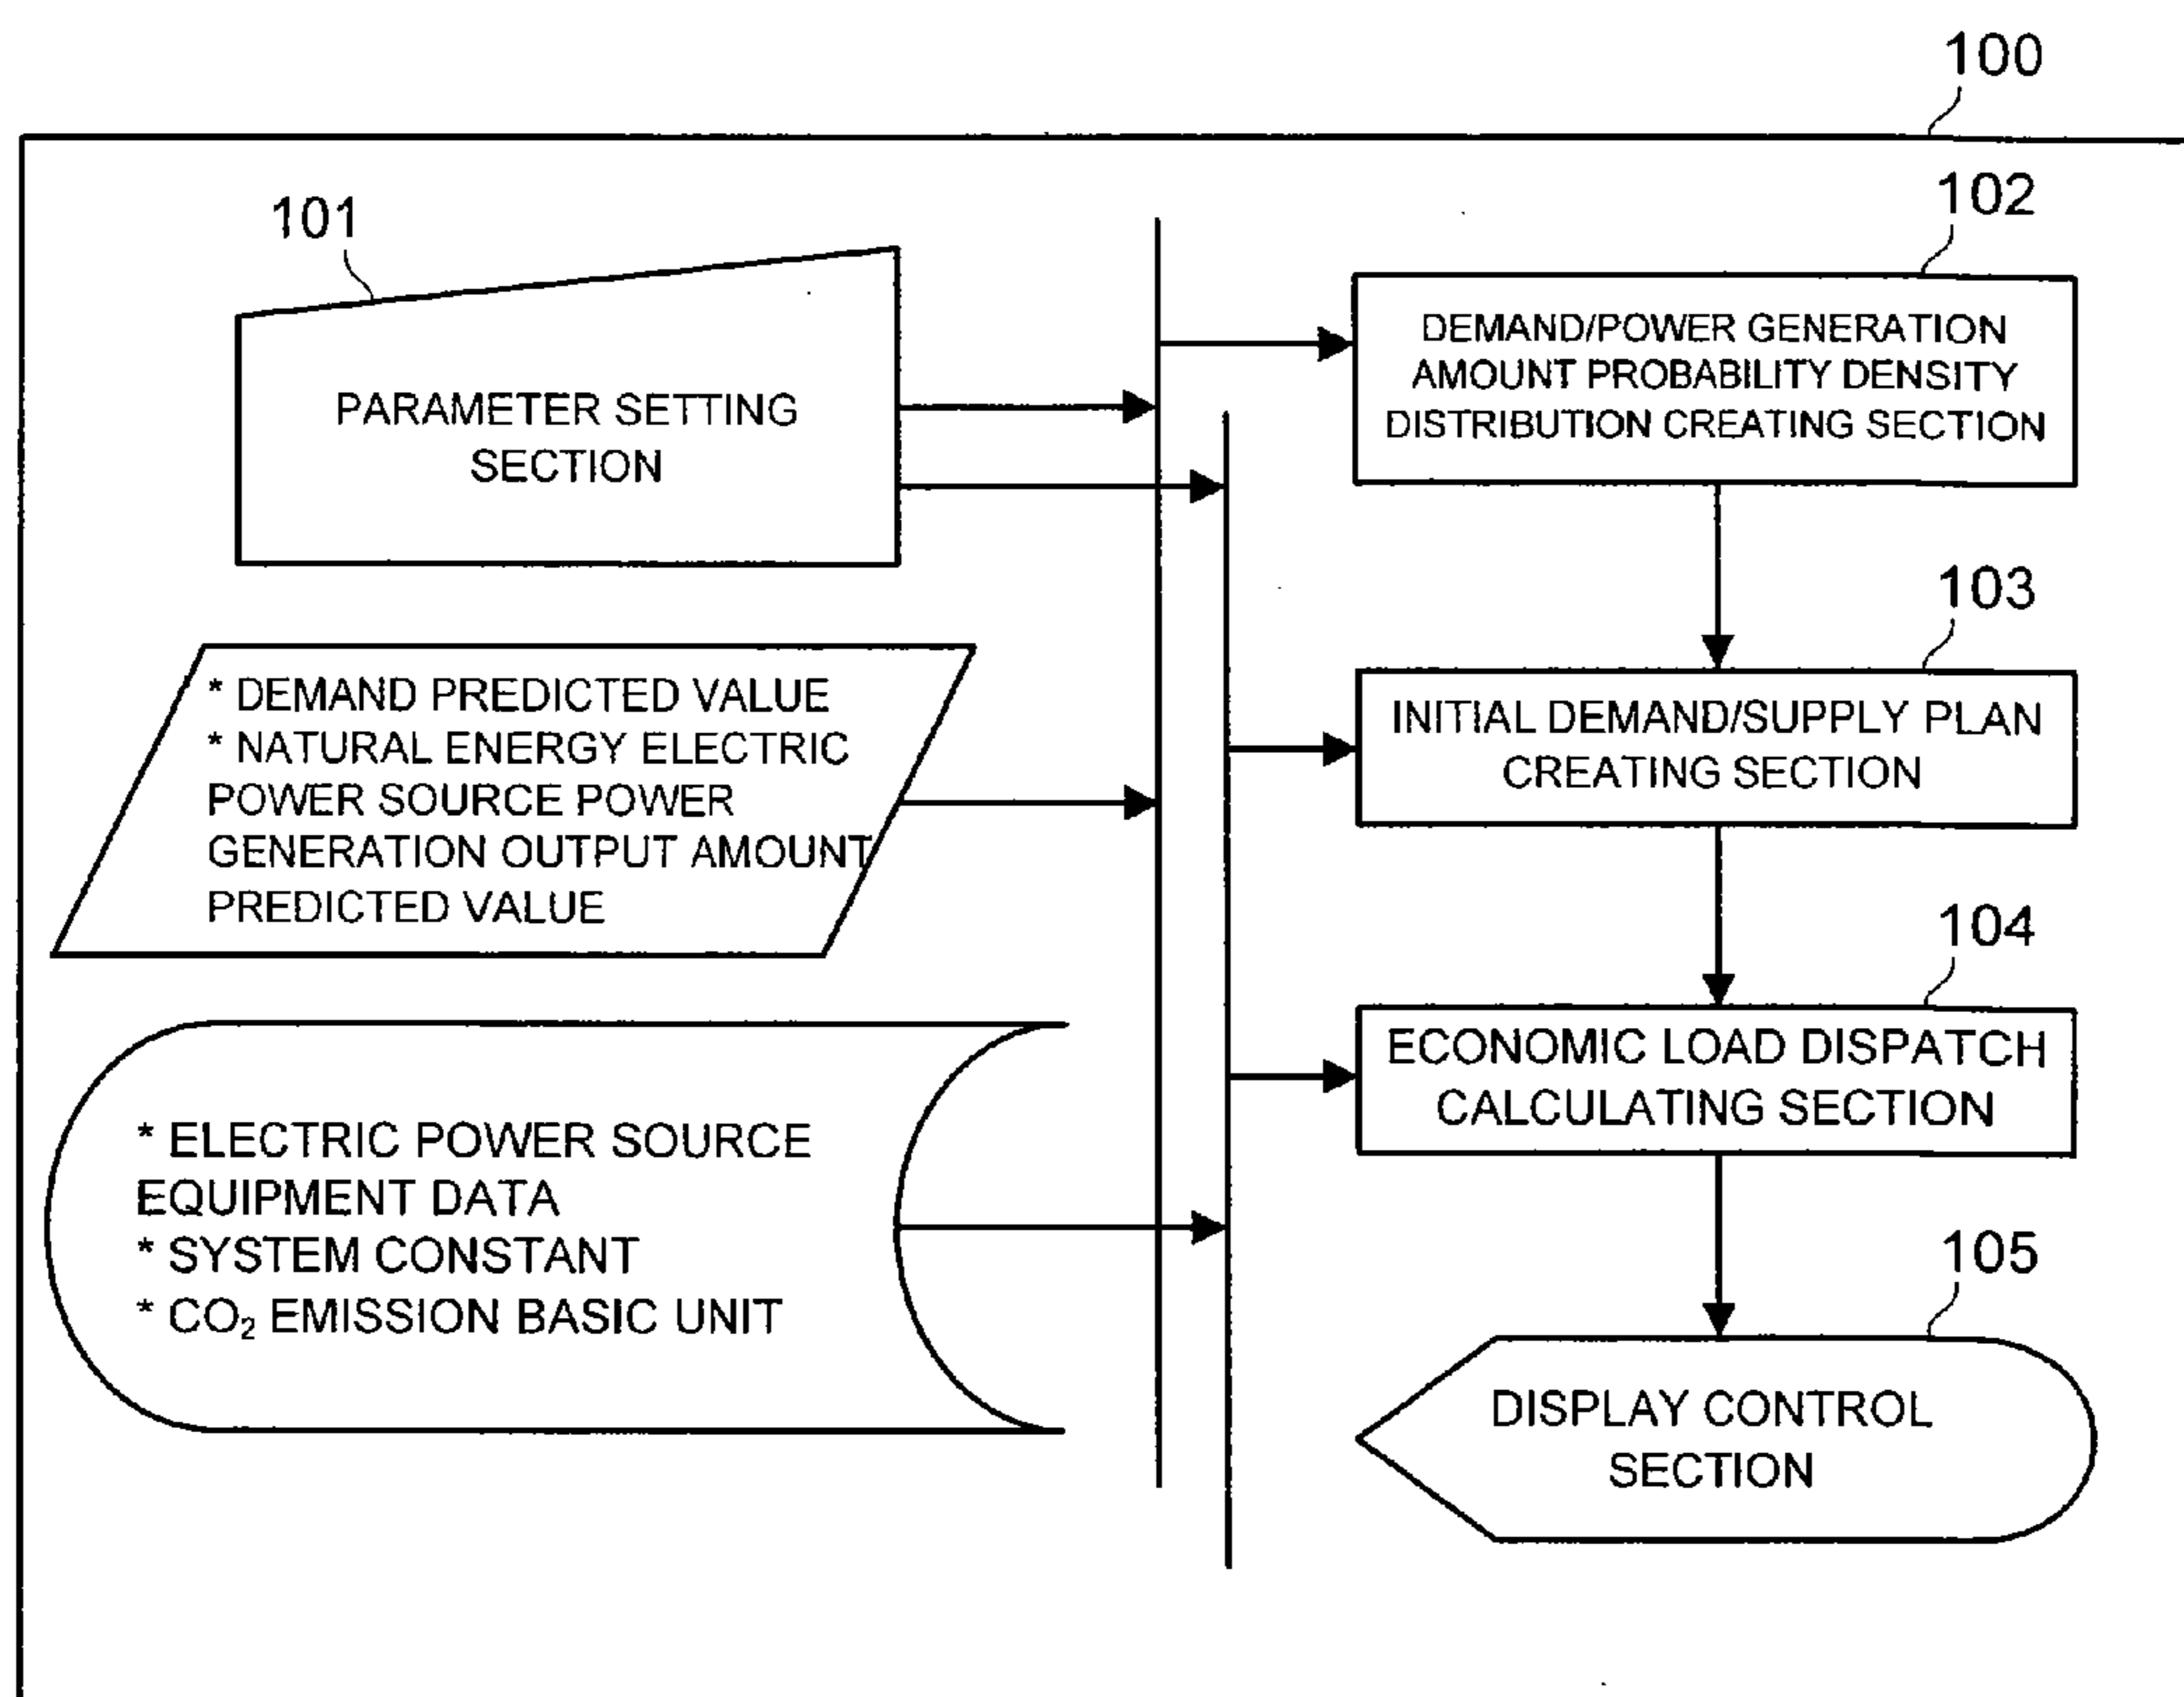 100
101
PARAMETER SETTING
SECTION
* DEMAND PREDICTED VALUE
* NATURAL ENERGY ELECTRIC
POWER SOURCE POWER
GENERATION OUTPUT AMOUNT
PREDICTED VALUE
* ELECTRIC POWER SOURCE
EQUIPMENT DATA
* SYSTEM CONSTANT
* CO₂ EMISSION BASIC UNIT
102
DEMAND/POWER GENERATION
AMOUNT PROBABILITY DENSITY
DISTRIBUTION CREATING SECTION
103
INITIAL DEMAND/SUPPLY PLAN
CREATING SECTION
104
ECONOMIC LOAD DISPATCH
CALCULATING SECTION
105
DISPLAY CONTROL
SECTION